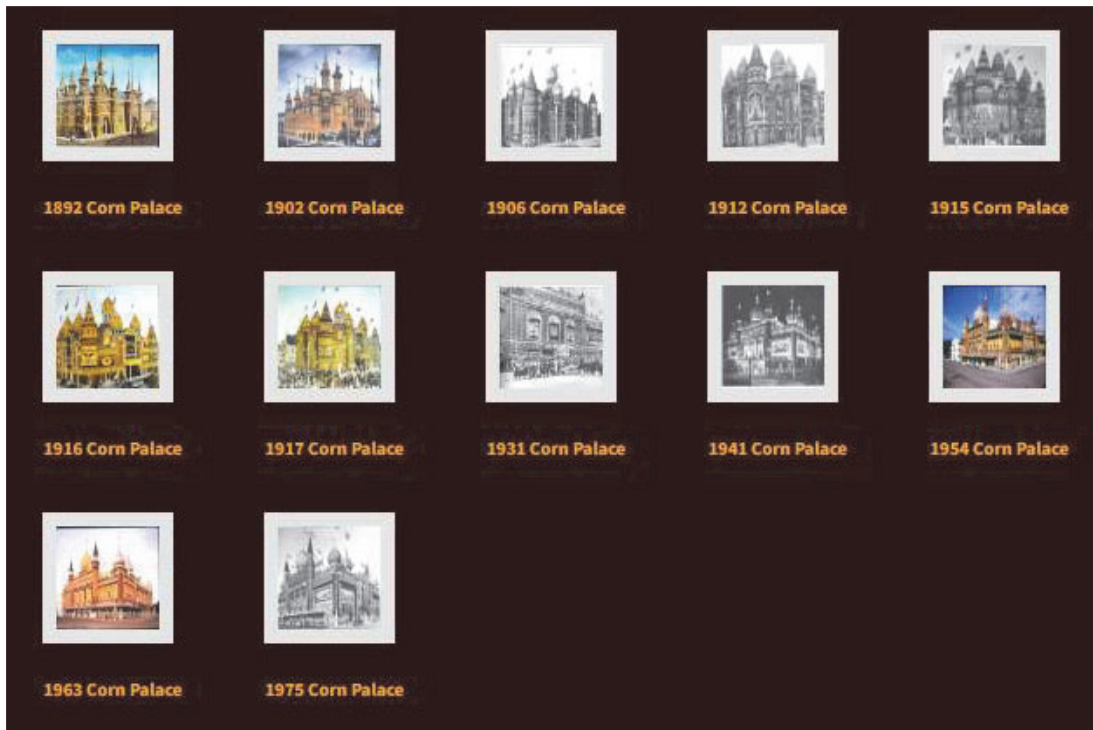 1892 Corn Palace
1902 Corn Palace
1906 Corn Palace
1912 Corn Palace
1915 Corn Palace
1916 Corn Palace
1917 Corn Palace
1931 Corn Palace
1941 Corn Palace
1954 Corn Palace
1963 Corn Palace
1975 Corn Palace